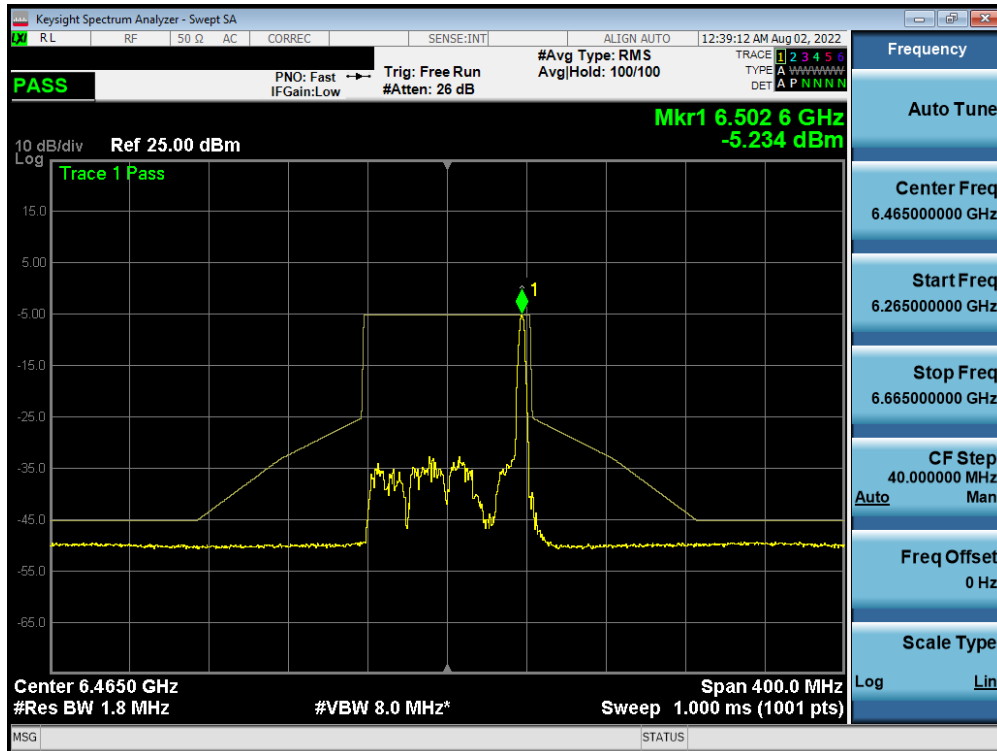 Keysight Spectrum Analyzer - Swept SA
LXI RL RF 50 Ω AC CORREC SENSE:INT ALIGN AUTO 12:39:12 AM Aug 02, 2022
PASS
PNO: Fast
IFGain:Low
Trig: Free Run
#Atten: 26 dB
#Avg Type: RMS
Avg|Hold: 100/100
TRACE 1 2 3 4 5 6
TYPE A WWWWWW
DET A P N N N N
Mkr1 6.502 6 GHz
-5.234 dBm
10 dB/div Ref 25.00 dBm
Log
Trace 1 Pass
15.0
5.00
-5.00
-15.0
-25.0
-35.0
-45.0
-55.0
-65.0
1
Center 6.4650 GHz Span 400.0 MHz
#Res BW 1.8 MHz #VBW 8.0 MHz* Sweep 1.000 ms (1001 pts)
MSG STATUS
Frequency
Auto Tune
Center Freq
6.465000000 GHz
Start Freq
6.265000000 GHz
Stop Freq
6.665000000 GHz
CF Step
40.000000 MHz
Auto Man
Freq Offset
0 Hz
Scale Type
Log Lin